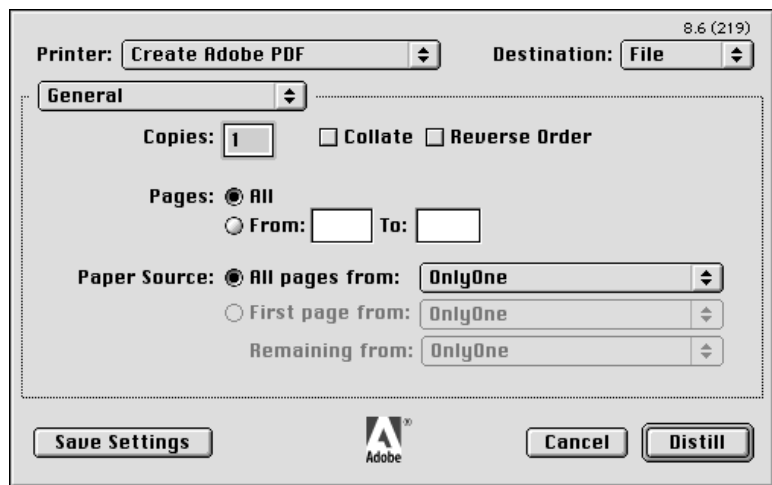 8.6 (219)
Printer: Create Adobe PDF Destination: File
General
Copies: 1 Collate Reverse Order
Pages: All
From: To:
Paper Source: All pages from: OnlyOne
First page from: OnlyOne
Remaining from: OnlyOne
Save Settings Adobe® Cancel Distill